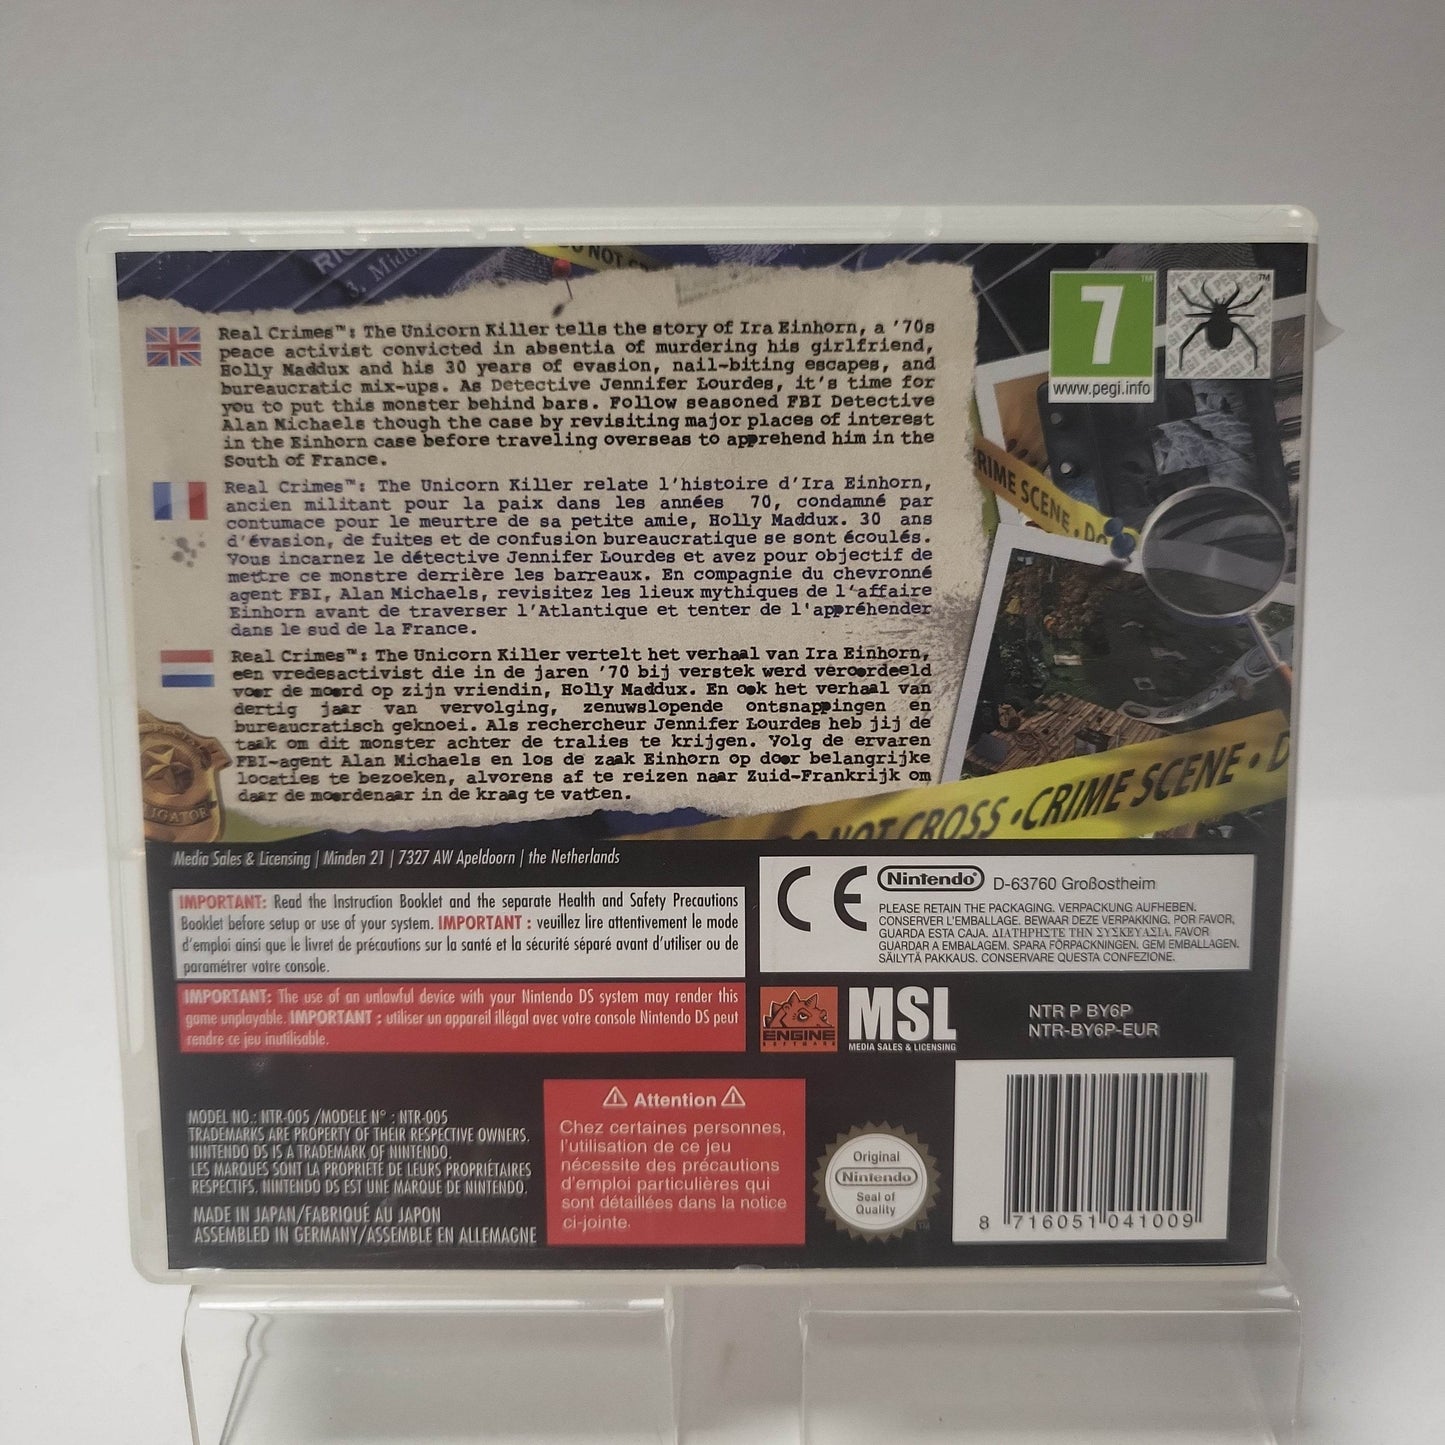 DO NOT C
3. Midd
Real Crimes™: The Unicorn Killer tells the story of Ira Einhorn, a '70s
peace activist convicted in absentia of murdering his girlfriend,
Holly Maddux and his 30 years of evasion, nail-biting escapes, and
bureaucratic mix-ups. As Detective Jennifer Lourdes, it's time for
you to put this monster behind bars. Follow seasoned FBI Detective
Alan Michaels though the case by revisiting major places of interest
in the Einhorn case before traveling overseas to apprehend him in the
South of France.
Real Crimes™: The Unicorn Killer relate l'histoire d'Ira Einhorn,
ancien militant pour la paix dans les années 70, condamné par
contumace pour le meurtre de sa petite amie, Holly Maddux. 30 ans
d'évasion, de fuites et de confusion bureaucratique se sont écoulés.
Vous incarnez le détective Jennifer Lourdes et avez pour objectif de
mettre ce monstre derrière les barreaux. En compagnie du chevronné
agent FBI, Alan Michaels, revisitez les lieux mythiques de l'affaire
Einhorn avant de traverser l'Atlantique et tenter de l'appréhender
dans le sud de la France.
Real Crimes™: The Unicorn Killer vertelt het verhaal van Ira Einhorn,
een vredesactivist die in de jaren '70 bij verstek werd veroordeeld
voor de moord op zijn vriendin, Holly Maddux. En ook het verhaal van
dertig jaar van vervolging, zenuwslopende ontsnappingen en
bureaucratisch geknoei. Als rechercheur Jennifer Lourdes heb jij de
taak om dit monster achter de tralies te krijgen. Volg de ervaren
FBI-agent Alan Michaels en los de zaak Einhorn op door belangrijke
locaties te bezoeken, alvorens af te reizen naar Zuid-Frankrijk om
daar de moordenaar in de kraag te vatten.
7™
www.pegi.info
PEGI
RIME SCENE • DO
IGATOR
DO NOT CROSS • CRIME SCENE • D
Media Sales & Licensing | Minden 21 | 7327 AW Apeldoorn | the Netherlands
IMPORTANT: Read the Instruction Booklet and the separate Health and Safety Precautions
Booklet before setup or use of your system. IMPORTANT : veuillez lire attentivement le mode
d'emploi ainsi que le livret de précautions sur la santé et la sécurité séparé avant d'utiliser ou de
paramétrer votre console.
IMPORTANT: The use of an unlawful device with your Nintendo DS system may render this
game unplayable. IMPORTANT : utiliser un appareil illégal avec votre console Nintendo DS peut
rendre ce jeu inutilisable.
CE
Nintendo® D-63760 Großostheim
PLEASE RETAIN THE PACKAGING. VERPACKUNG AUFHEBEN.
CONSERVER L'EMBALLAGE. BEWAAR DEZE VERPAKKING. POR FAVOR,
GUARDA ESTA CAJA. ΔΙΑΤΗΡΗΣΤΕ ΤΗΝ ΣΥΣΚΕΥΑΣΙΑ. FAVOR
GUARDAR A EMBALAGEM. SPARA FÖRPACKNINGEN. GEM EMBALLAGEN.
SÄILYTÄ PAKKAUS. CONSERVARE QUESTA CONFEZIONE.
ENGINE
SOFTWARE
MSL
MEDIA SALES & LICENSING
NTR P BY6P
NTR-BY6P-EUR
MODEL NO.: NTR-005 /MODELE N° : NTR-005
TRADEMARKS ARE PROPERTY OF THEIR RESPECTIVE OWNERS.
NINTENDO DS IS A TRADEMARK OF NINTENDO.
LES MARQUES SONT LA PROPRIÉTÉ DE LEURS PROPRIÉTAIRES
RESPECTIFS. NINTENDO DS EST UNE MARQUE DE NINTENDO.
MADE IN JAPAN/FABRIQUÉ AU JAPON
ASSEMBLED IN GERMANY/ASSEMBLE EN ALLEMAGNE
⚠ Attention ⚠
Chez certaines personnes,
l'utilisation de ce jeu
nécessite des précautions
d'emploi particulières qui
sont détaillées dans la notice
ci-jointe.
Original
Nintendo
Seal of
Quality
TM
8 716051 041009